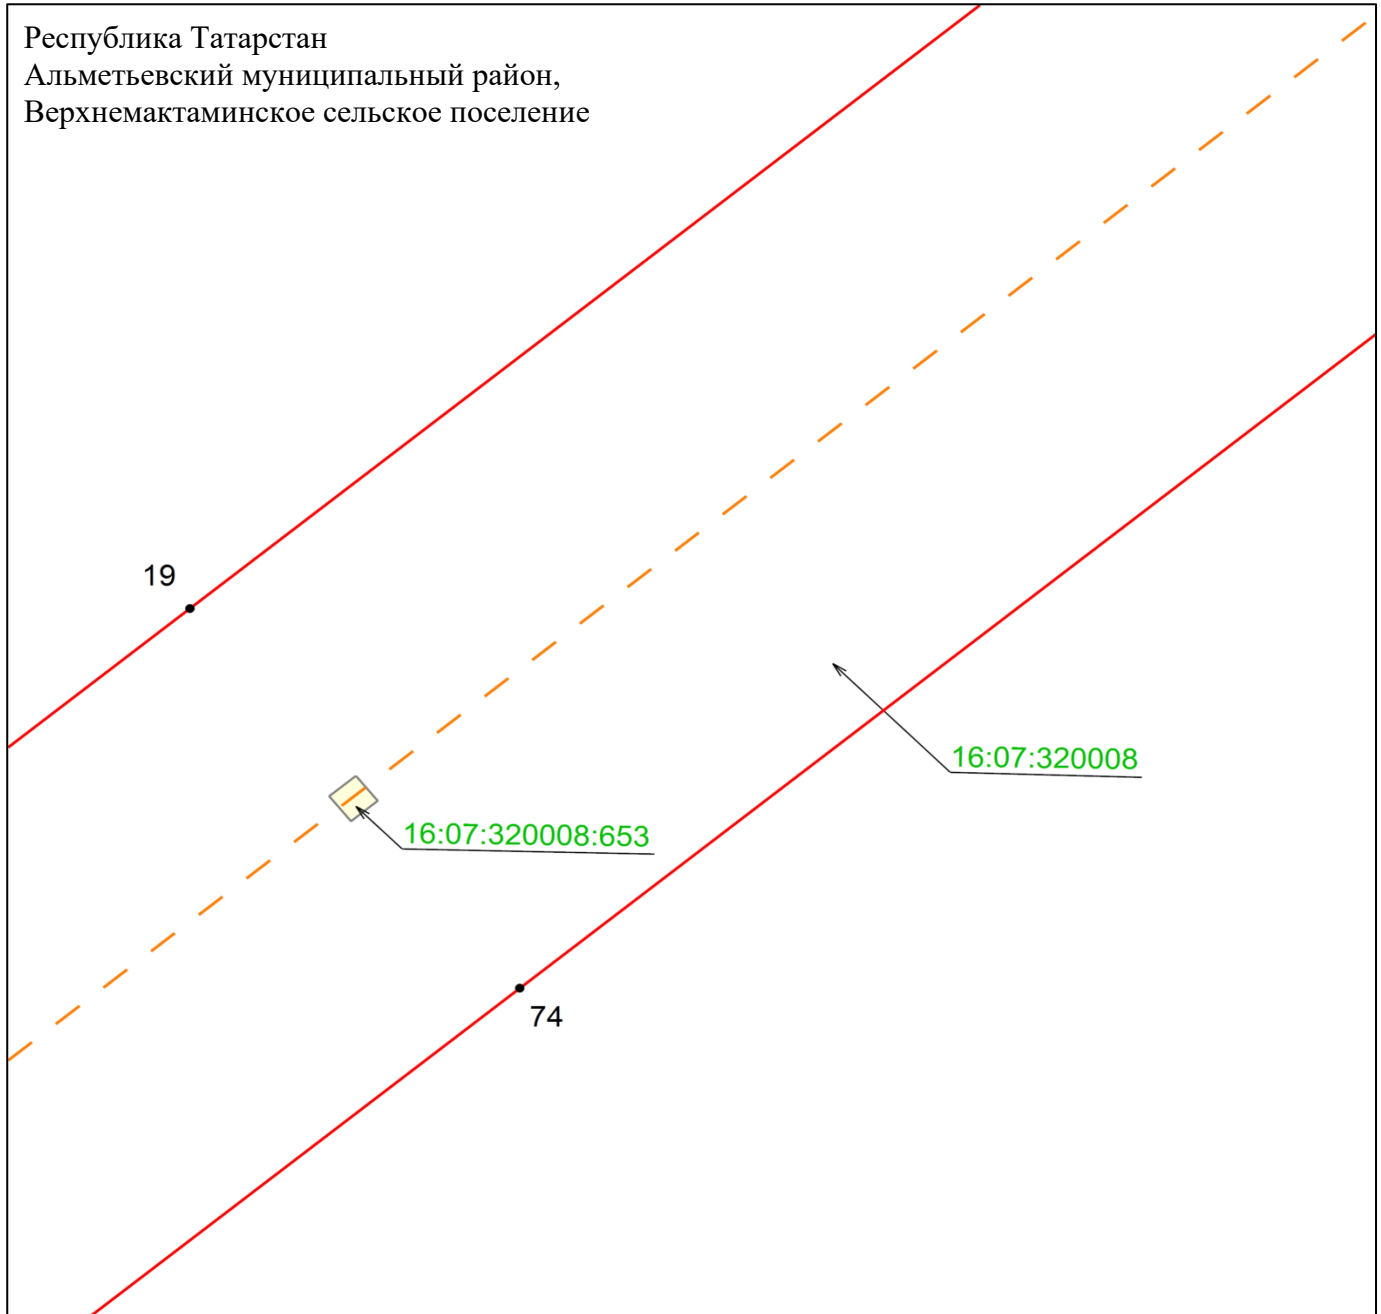 Республика Татарстан
Альметьевский муниципальный район,
Верхнемактаминское сельское поселение
19
16:07:320008
16:07:320008:653
74